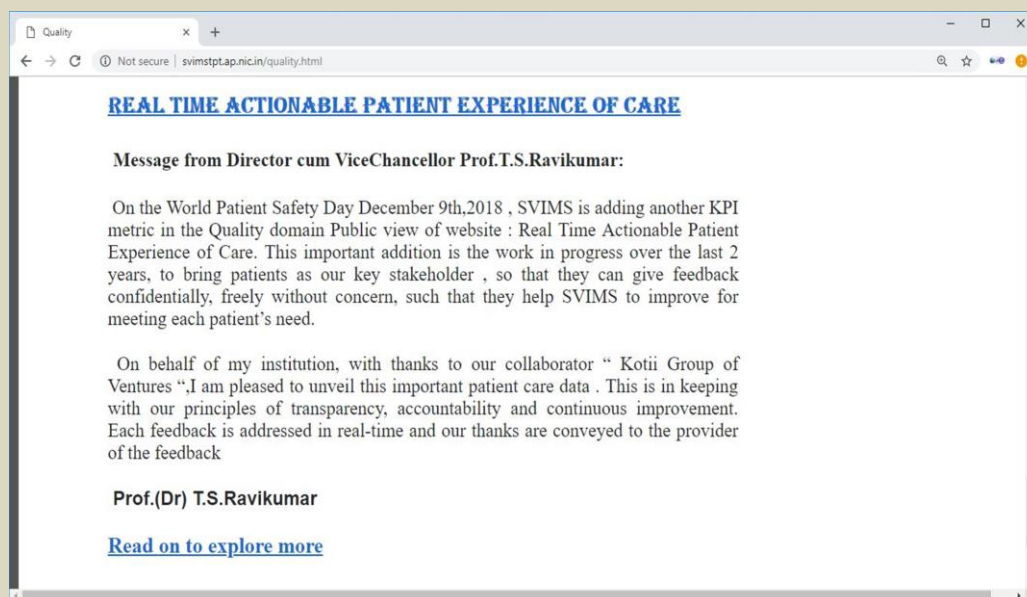 Quality
Not secure | svimstpt.ap.nic.in/quality.html
REAL TIME ACTIONABLE PATIENT EXPERIENCE OF CARE
Message from Director cum ViceChancellor Prof.T.S.Ravikumar:
On the World Patient Safety Day December 9th,2018 , SVIMS is adding another KPI
metric in the Quality domain Public view of website : Real Time Actionable Patient
Experience of Care. This important addition is the work in progress over the last 2
years, to bring patients as our key stakeholder , so that they can give feedback
confidentially, freely without concern, such that they help SVIMS to improve for
meeting each patient’s need.
On behalf of my institution, with thanks to our collaborator “ Kotii Group of
Ventures “,I am pleased to unveil this important patient care data . This is in keeping
with our principles of transparency, accountability and continuous improvement.
Each feedback is addressed in real-time and our thanks are conveyed to the provider
of the feedback
Prof.(Dr) T.S.Ravikumar
Read on to explore more